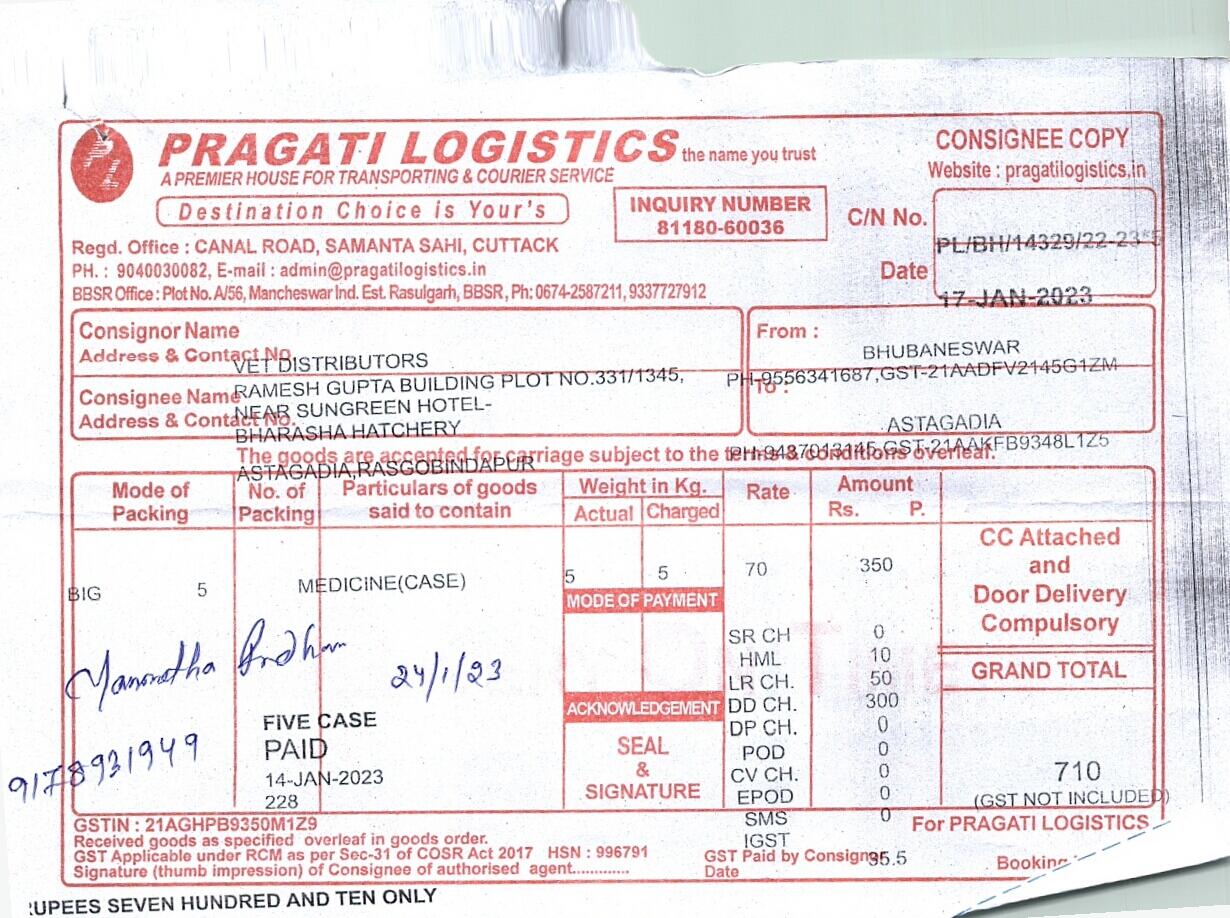 PRAGATI LOGISTICS the name you trust
A PREMIER HOUSE FOR TRANSPORTING & COURIER SERVICE
Destination Choice is Your's
CONSIGNEE COPY
Website : pragatilogistics.in
INQUIRY NUMBER
81180-60036
C/N No.
PL/BH/14329/22-23*5
Date
17-JAN-2023
Regd. Office : CANAL ROAD, SAMANTA SAHI, CUTTACK
PH. : 9040030082, E-mail : admin@pragatilogistics.in
BBSR Office : Plot No. A/56, Mancheswar Ind. Est. Rasulgarh, BBSR, Ph: 0674-2587211, 9337727912
Consignor Name
Address & Contact No.
VET DISTRIBUTORS
RAMESH GUPTA BUILDING PLOT NO.331/1345,
NEAR SUNGREEN HOTEL-
From :
BHUBANESWAR
PH-9556341687,GST-21AADFV2145G1ZM
Consignee Name
Address & Contact No.
BHARASHA HATCHERY
ASTAGADIA,RASGOBINDAPUR
To :
ASTAGADIA
PH-9437013145,GST-21AAKFB9348L1Z5
The goods are accepted for carriage subject to the terms & conditions overleaf.
Mode of Packing No. of Packing Particulars of goods said to contain Weight in Kg. Actual Charged Rate Amount Rs. P.
BIG 5 MEDICINE(CASE) 5 5 70 350
CC Attached
and
Door Delivery
Compulsory
MODE OF PAYMENT
SR CH 0
HML 10
LR CH. 50
DD CH. 300
DP CH. 0
POD 0
CV CH. 0
EPOD 0
SMS 0
IGST 35.5
GRAND TOTAL
710
(GST NOT INCLUDED)
24/1/23
9178931949
ACKNOWLEDGEMENT
SEAL
&
SIGNATURE
FIVE CASE
PAID
14-JAN-2023
228
GSTIN : 21AGHPB9350M1Z9
Received goods as specified overleaf in goods order.
GST Applicable under RCM as per Sec-31 of COSR Act 2017 HSN : 996791
Signature (thumb impression) of Consignee of authorised agent.............
GST Paid by Consignor
Date
For PRAGATI LOGISTICS
Booking
RUPEES SEVEN HUNDRED AND TEN ONLY